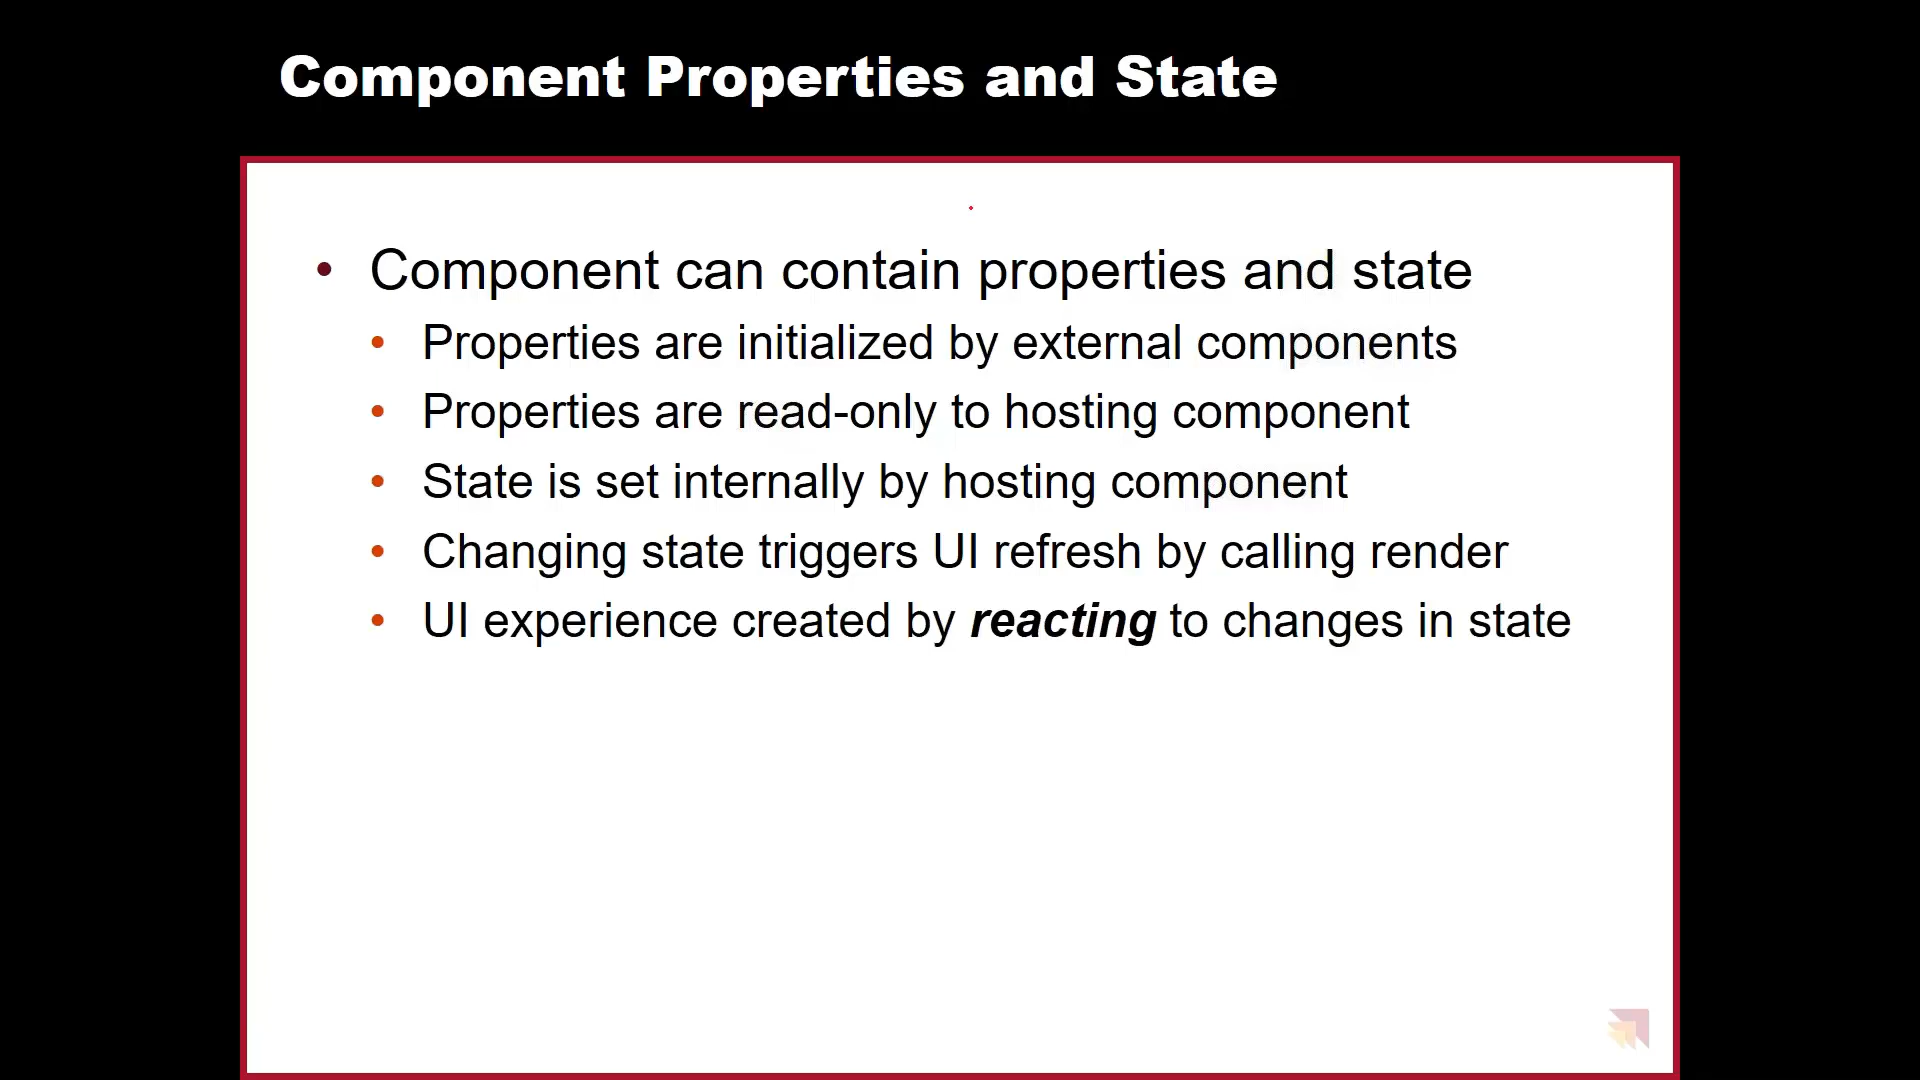 Component Properties and State
• Component can contain properties and state
• Properties are initialized by external components
• Properties are read-only to hosting component
• State is set internally by hosting component
• Changing state triggers UI refresh by calling render
• UI experience created by reacting to changes in state